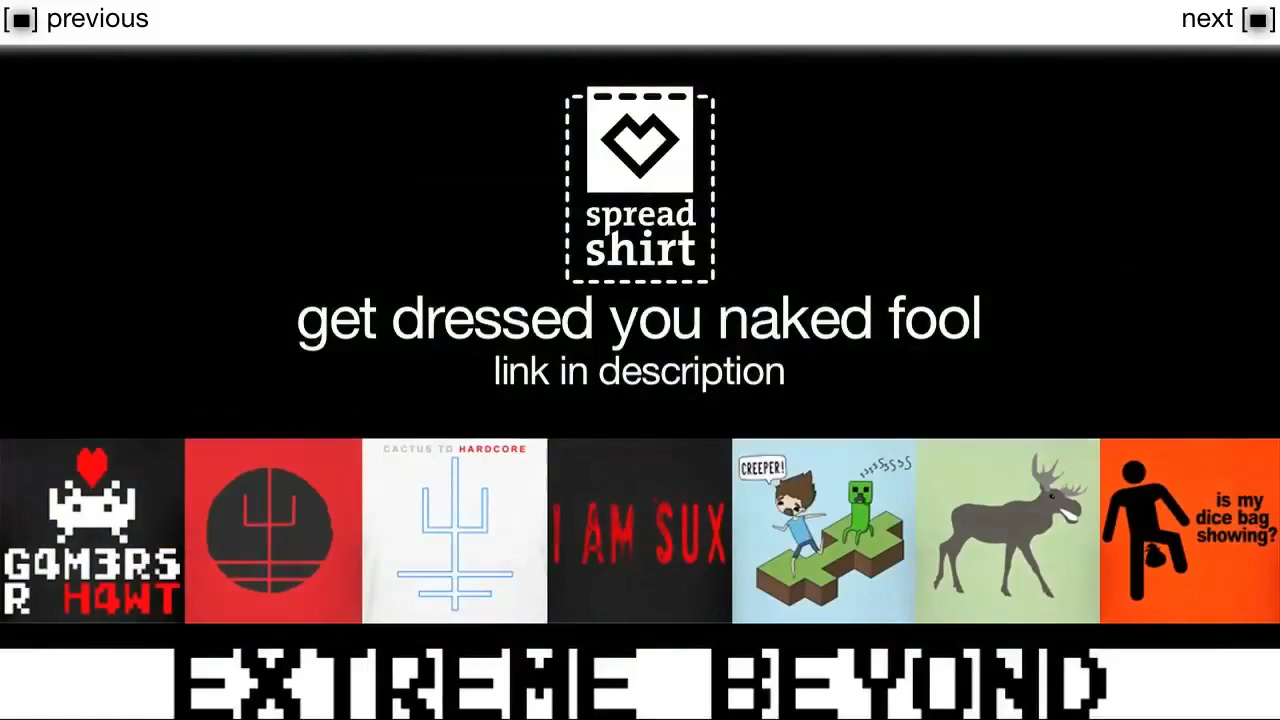 [■] previous
next [■]
spread
shirt
get dressed you naked fool
link in description
G4M3RS
R H4WT
CACTUS TO HARDCORE
I AM SUX
CREEPER!
sssssss
is my
dice bag
showing?
EXTREME BEYOND